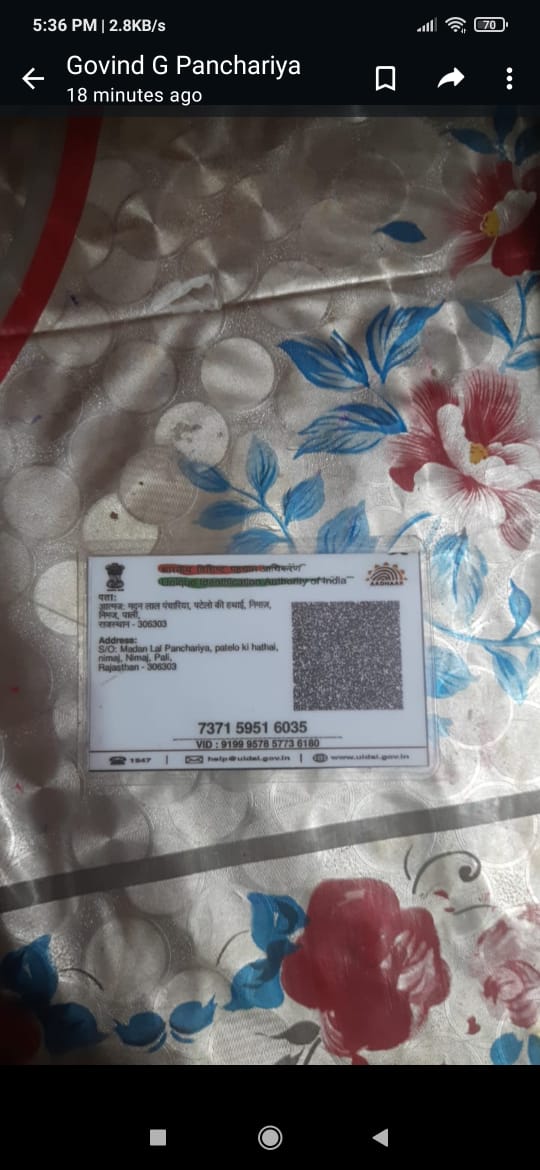 5:36 PM | 2.8KB/s
70
Govind G Panchariya
18 minutes ago
भारतीय विशिष्ट पहचान प्राधिकरण
Unique Identification Authority of India
AADHAAR
पता:
आत्मज: मदन लाल पंचारिया, पटेलो की हथाई, निमाज,
निमज, पाली,
राजस्थान - 306303
Address:
S/O: Madan Lal Panchariya, patelo ki hathai,
nimaj, Nimaj, Pali,
Rajasthan - 306303
7371 5951 6035
VID : 9199 9578 5773 6180
1947 | help@uidai.gov.in | www.uidai.gov.in